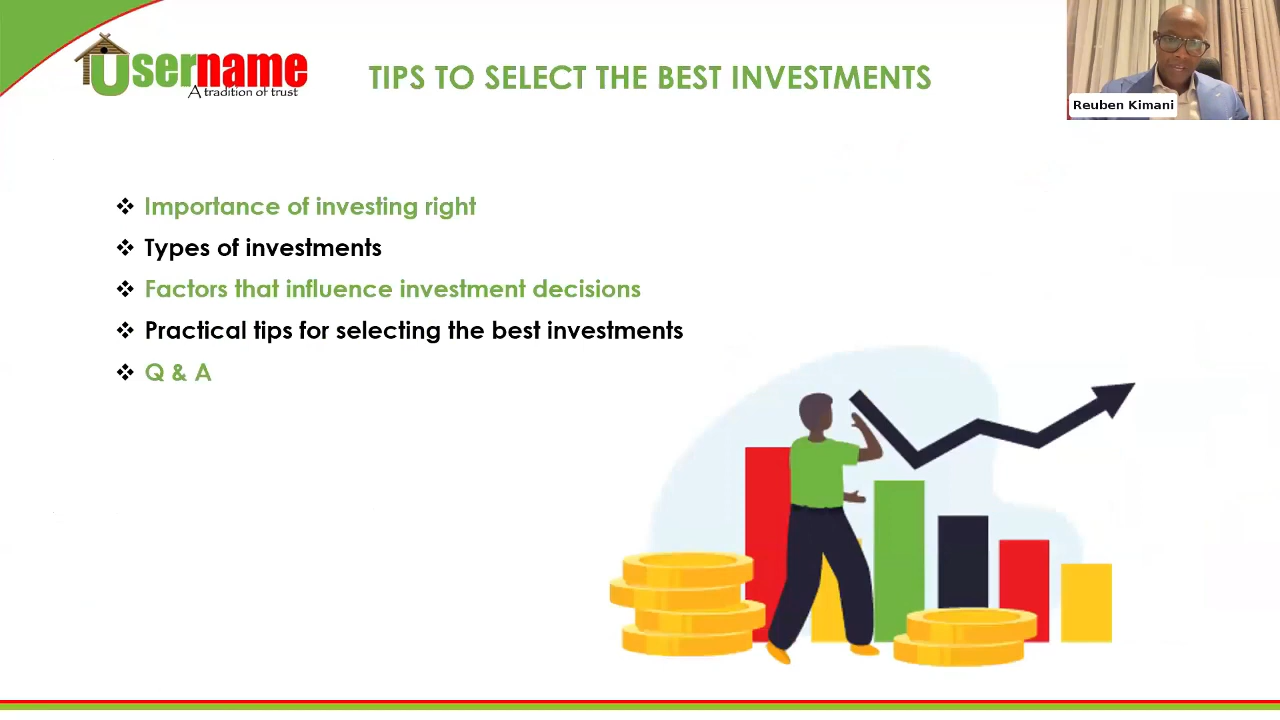 Username
A tradition of trust
TIPS TO SELECT THE BEST INVESTMENTS
Reuben Kimani
❖ Importance of investing right
❖ Types of investments
❖ Factors that influence investment decisions
❖ Practical tips for selecting the best investments
❖ Q & A